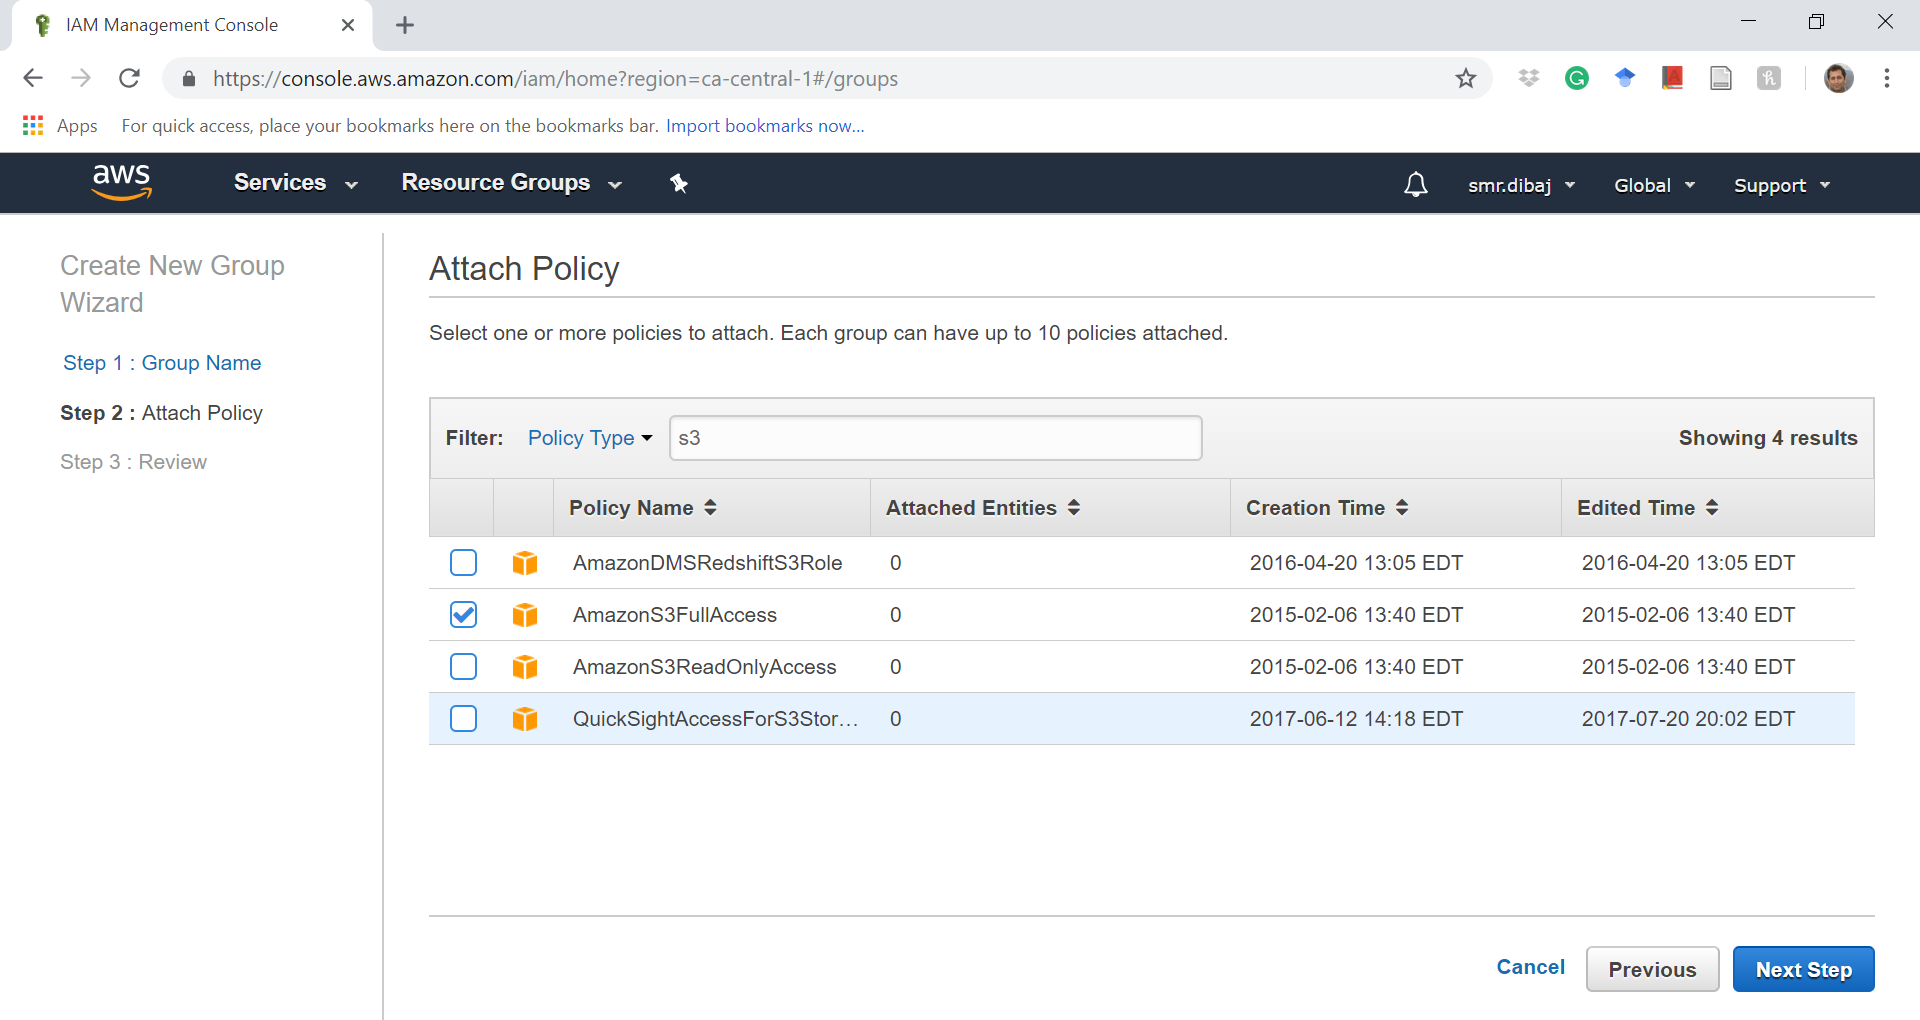 IAM Management Console
https://console.aws.amazon.com/iam/home?region=ca-central-1#/groups
Apps For quick access, place your bookmarks here on the bookmarks bar. Import bookmarks now...
aws Services Resource Groups smr.dibaj Global Support
Create New Group
Wizard
Step 1 : Group Name
Step 2 : Attach Policy
Step 3 : Review
Attach Policy
Select one or more policies to attach. Each group can have up to 10 policies attached.
Filter: Policy Type s3 Showing 4 results
Policy Name Attached Entities Creation Time Edited Time
AmazonDMSRedshiftS3Role 0 2016-04-20 13:05 EDT 2016-04-20 13:05 EDT
AmazonS3FullAccess 0 2015-02-06 13:40 EDT 2015-02-06 13:40 EDT
AmazonS3ReadOnlyAccess 0 2015-02-06 13:40 EDT 2015-02-06 13:40 EDT
QuickSightAccessForS3Stor... 0 2017-06-12 14:18 EDT 2017-07-20 20:02 EDT
Cancel Previous Next Step